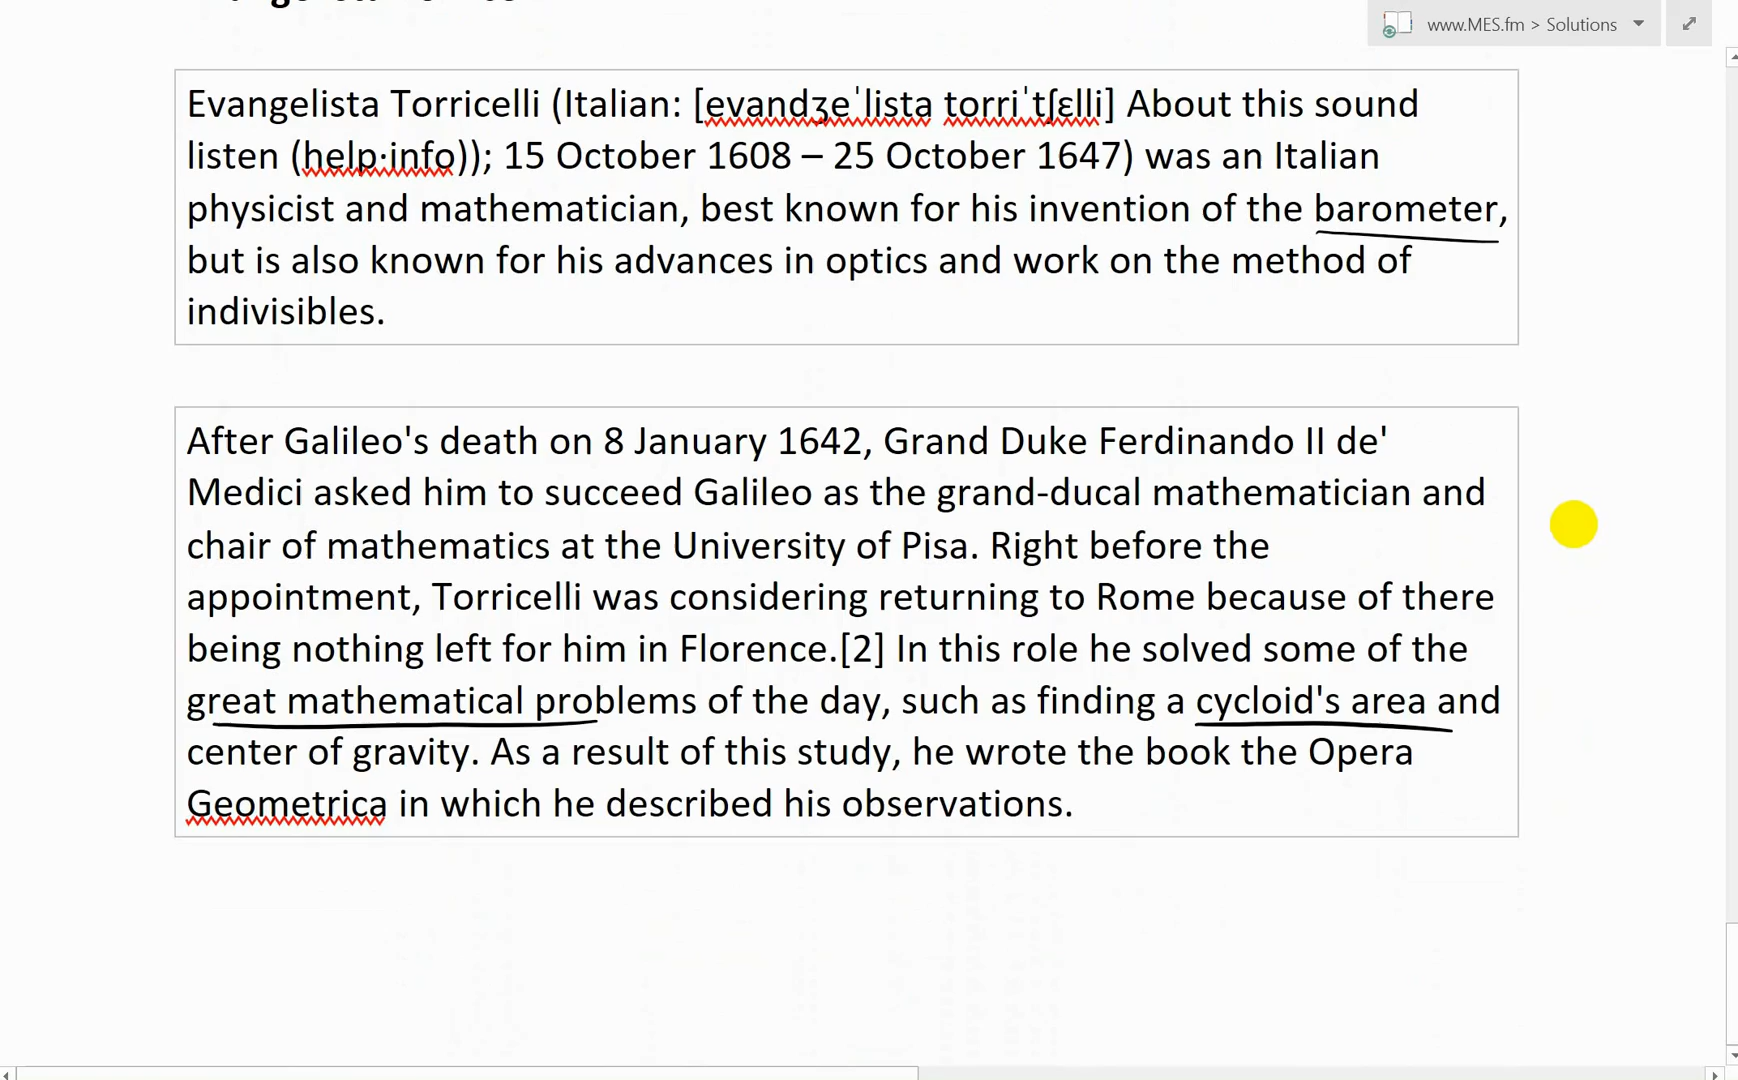 www.MES.fm > Solutions
Evangelista Torricelli (Italian: [evandʒeˈlista torriˈtʃɛlli] About this sound
listen (help·info)); 15 October 1608 – 25 October 1647) was an Italian
physicist and mathematician, best known for his invention of the barometer,
but is also known for his advances in optics and work on the method of
indivisibles.
After Galileo's death on 8 January 1642, Grand Duke Ferdinando II de'
Medici asked him to succeed Galileo as the grand-ducal mathematician and
chair of mathematics at the University of Pisa. Right before the
appointment, Torricelli was considering returning to Rome because of there
being nothing left for him in Florence.[2] In this role he solved some of the
great mathematical problems of the day, such as finding a cycloid's area and
center of gravity. As a result of this study, he wrote the book the Opera
Geometrica in which he described his observations.